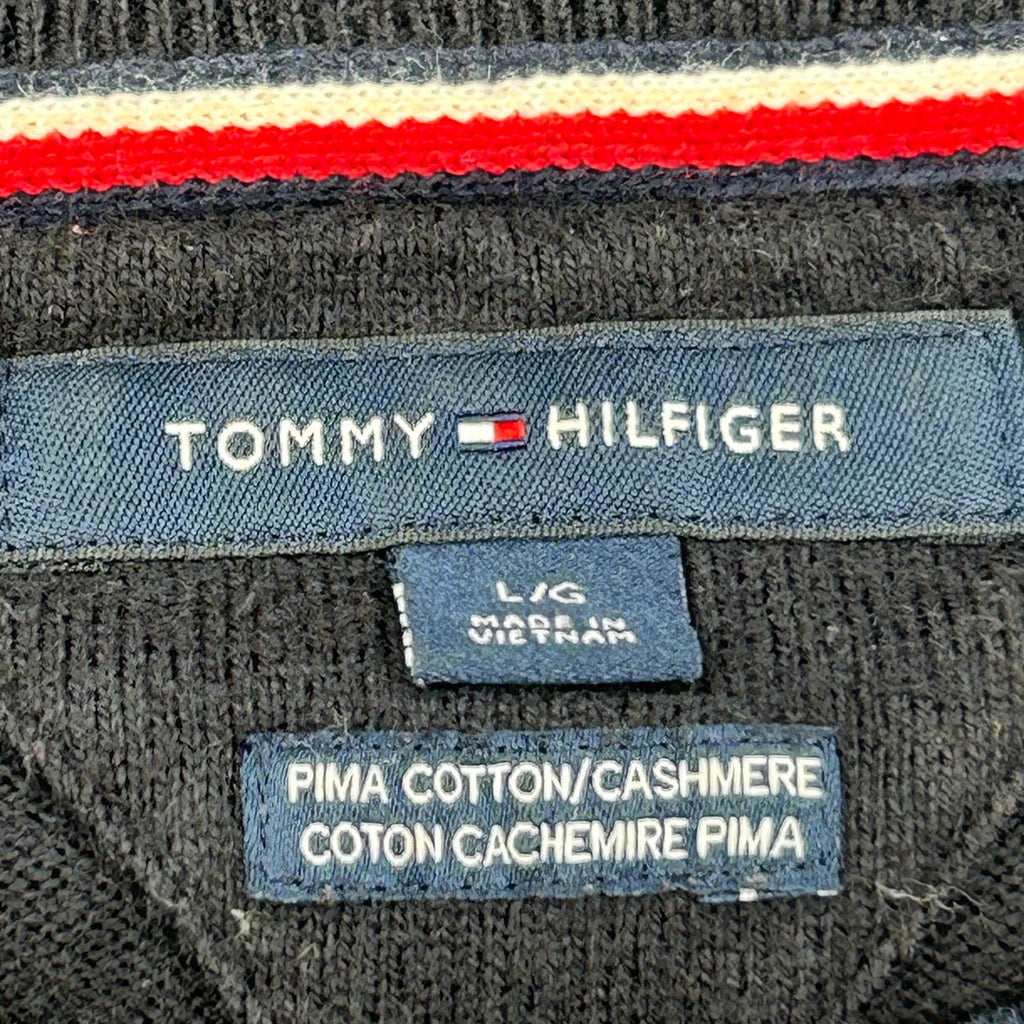 TOMMY HILFIGER
L/G
MADE IN
VIETNAM
PIMA COTTON/CASHMERE
COTON CACHEMIRE PIMA